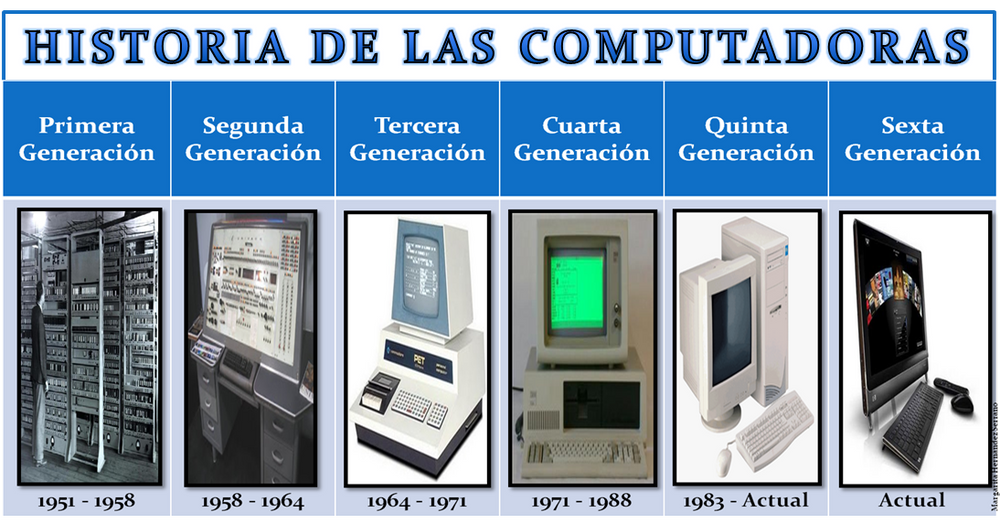 HISTORIA DE LAS COMPUTADORAS
Primera
Generación
Segunda
Generación
Tercera
Generación
Cuarta
Generación
Quinta
Generación
Sexta
Generación
PET
1951 - 1958
1958 - 1964
1964 - 1971
1971 - 1988
1983 - Actual
Actual
Margarita Hernández Serrano